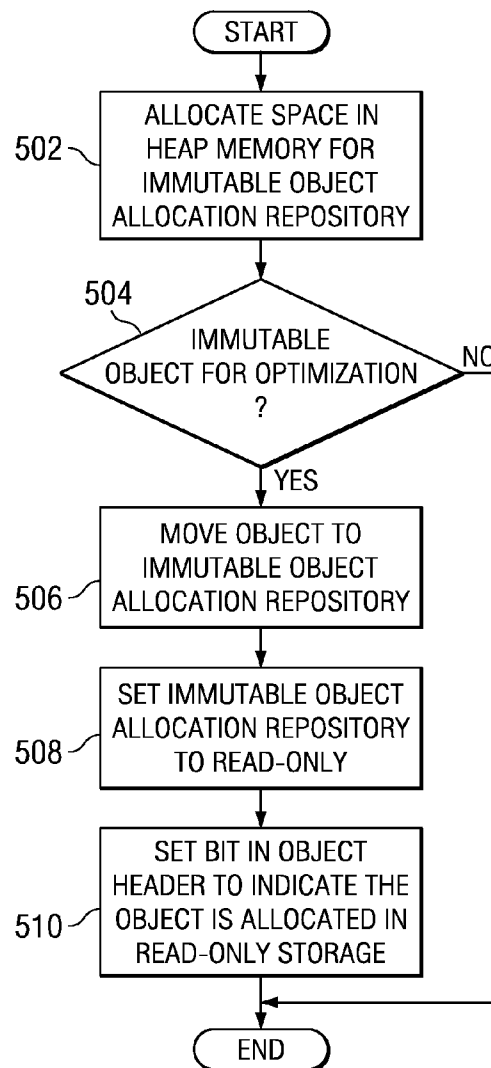 START
502
ALLOCATE SPACE IN
HEAP MEMORY FOR
IMMUTABLE OBJECT
ALLOCATION REPOSITORY
504
IMMUTABLE
OBJECT FOR OPTIMIZATION
?
NO
YES
506
MOVE OBJECT TO
IMMUTABLE OBJECT
ALLOCATION REPOSITORY
508
SET IMMUTABLE OBJECT
ALLOCATION REPOSITORY
TO READ-ONLY
510
SET BIT IN OBJECT
HEADER TO INDICATE THE
OBJECT IS ALLOCATED IN
READ-ONLY STORAGE
END